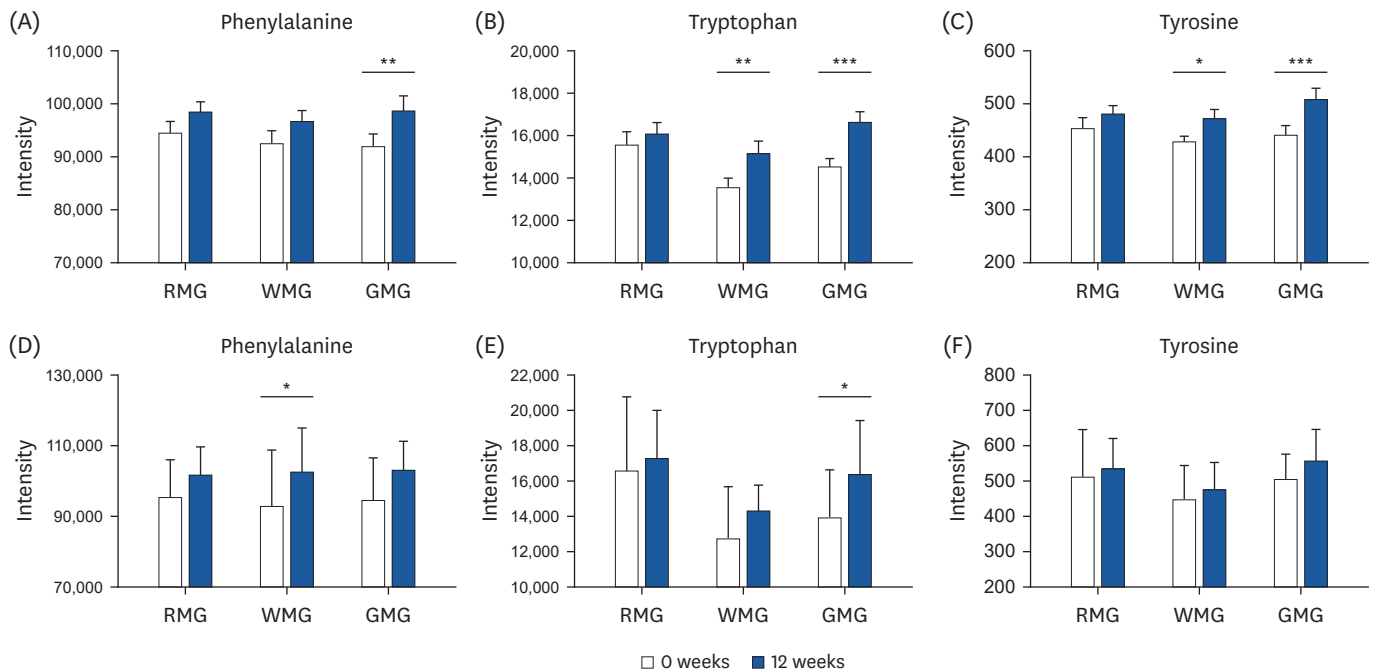 (A) Phenylalanine
110,000
100,000
90,000
80,000
70,000
Intensity
**
RMG WMG GMG
(B) Tryptophan
20,000
18,000
16,000
14,000
12,000
10,000
Intensity
** ***
RMG WMG GMG
(C) Tyrosine
600
500
400
300
200
Intensity
* ***
RMG WMG GMG
(D) Phenylalanine
130,000
110,000
90,000
70,000
Intensity
*
RMG WMG GMG
(E) Tryptophan
22,000
20,000
18,000
16,000
14,000
12,000
10,000
Intensity
*
RMG WMG GMG
(F) Tyrosine
800
700
600
500
400
300
200
Intensity
RMG WMG GMG
0 weeks 12 weeks